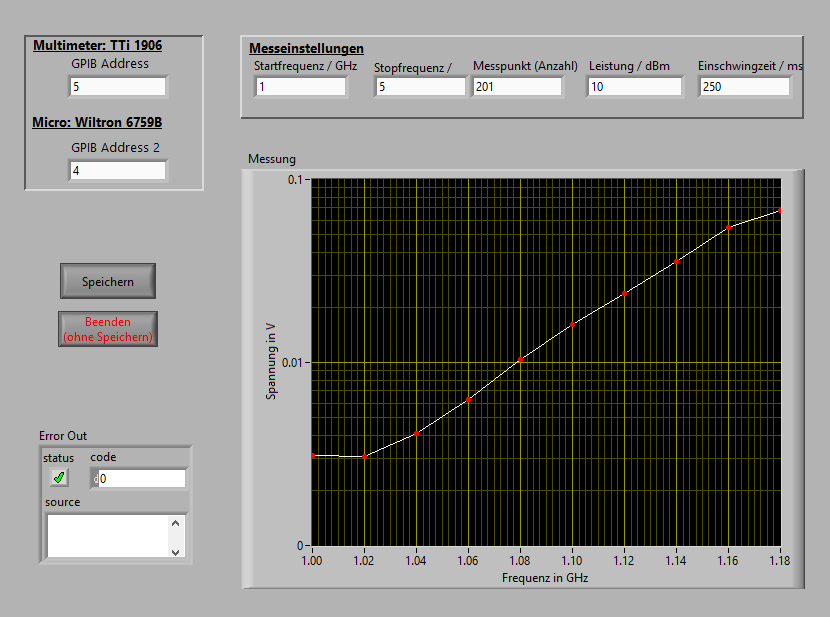 Multimeter: TTi 1906
GPIB Address
5
Micro: Wiltron 6759B
GPIB Address 2
4
Messeinstellungen
Startfrequenz / GHz
Stopfrequenz /
Messpunkt (Anzahl)
Leistung / dBm
Einschwingzeit / ms
1
5
201
10
250
Speichern
Beenden
(ohne Speichern)
Error Out
status
code
d0
source
Messung
0.1
0.01
0
Spannung in V
1.00 1.02 1.04 1.06 1.08 1.10 1.12 1.14 1.16 1.18
Frequenz in GHz